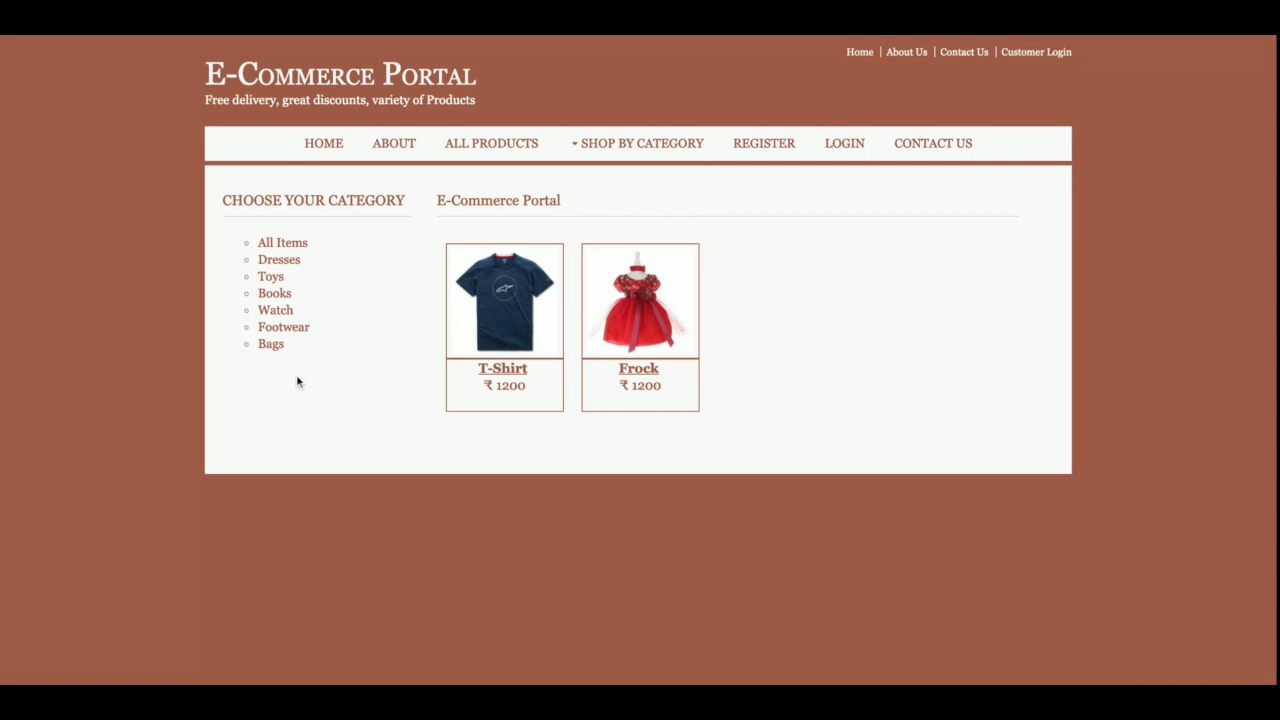 Home | About Us | Contact Us | Customer Login
E-Commerce Portal
Free delivery, great discounts, variety of Products
HOME ABOUT ALL PRODUCTS SHOP BY CATEGORY REGISTER LOGIN CONTACT US
CHOOSE YOUR CATEGORY
All Items
Dresses
Toys
Books
Watch
Footwear
Bags
E-Commerce Portal
T-Shirt
₹ 1200
Frock
₹ 1200